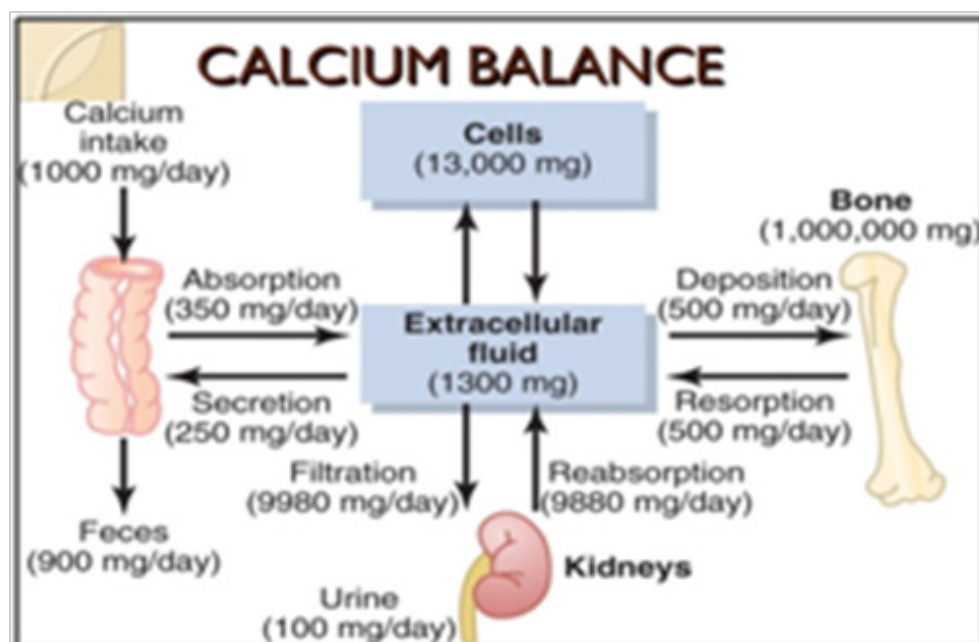 CALCIUM BALANCE
Calcium
intake
(1000 mg/day)
Cells
(13,000 mg)
Bone
(1,000,000 mg)
Absorption
(350 mg/day)
Extracellular
fluid
(1300 mg)
Deposition
(500 mg/day)
Secretion
(250 mg/day)
Resorption
(500 mg/day)
Filtration
(9980 mg/day)
Reabsorption
(9880 mg/day)
Feces
(900 mg/day)
Kidneys
Urine
(100 mg/day)